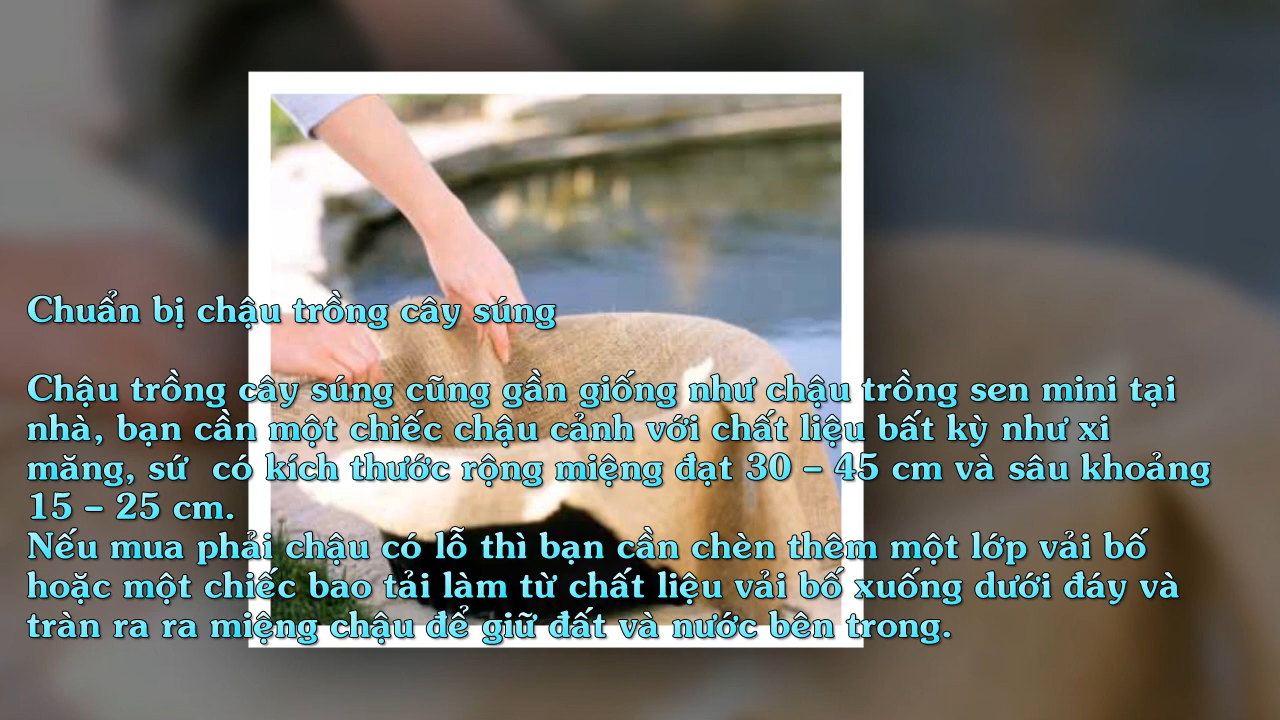 Chuẩn bị chậu trồng cây súng
Chậu trồng cây súng cũng gần giống như chậu trồng sen mini tại
nhà, bạn cần một chiếc chậu cảnh với chất liệu bất kỳ như xi
măng, sứ  có kích thước rộng miệng đạt 30 – 45 cm và sâu khoảng
15 – 25 cm.
Nếu mua phải chậu có lỗ thì bạn cần chèn thêm một lớp vải bố
hoặc một chiếc bao tải làm từ chất liệu vải bố xuống dưới đáy và
tràn ra ra miệng chậu để giữ đất và nước bên trong.